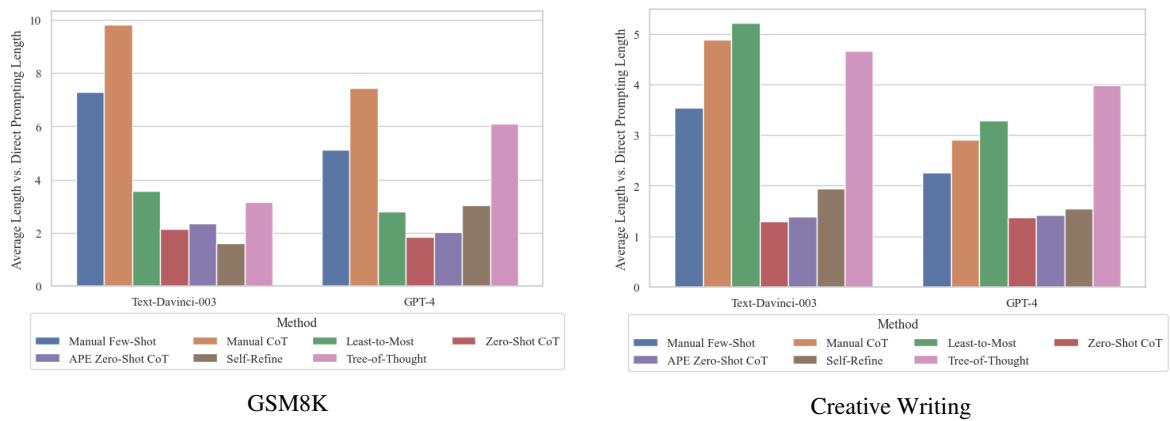 Average Length vs. Direct Prompting Length
10
8
6
4
2
0
Text-Davinci-003 GPT-4
Method
Manual Few-Shot Manual CoT Least-to-Most Zero-Shot CoT
APE Zero-Shot CoT Self-Refine Tree-of-Thought
GSM8K
Average Length vs. Direct Prompting Length
5
4
3
2
1
0
Text-Davinci-003 GPT-4
Method
Manual Few-Shot Manual CoT Least-to-Most Zero-Shot CoT
APE Zero-Shot CoT Self-Refine Tree-of-Thought
Creative Writing